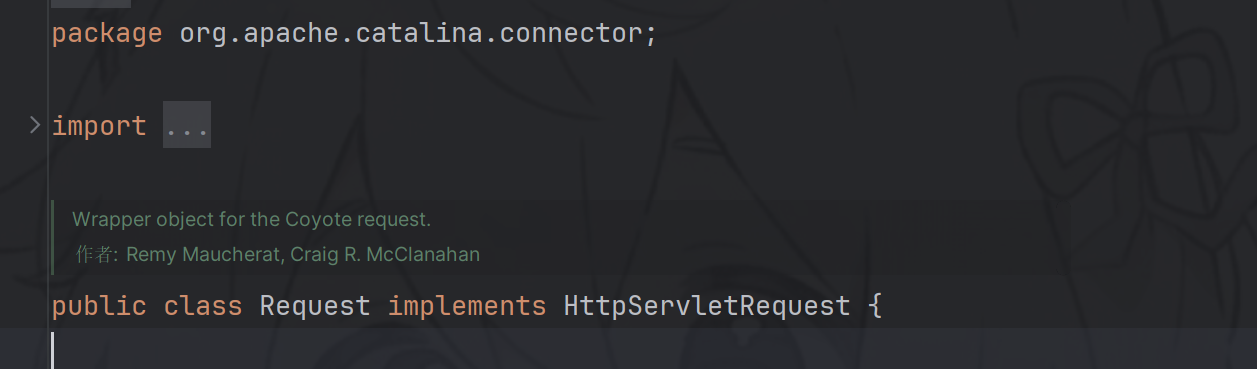 package org.apache.catalina.connector;
import ...
Wrapper object for the Coyote request.
作者: Remy Maucherat, Craig R. McClanahan
public class Request implements HttpServletRequest {